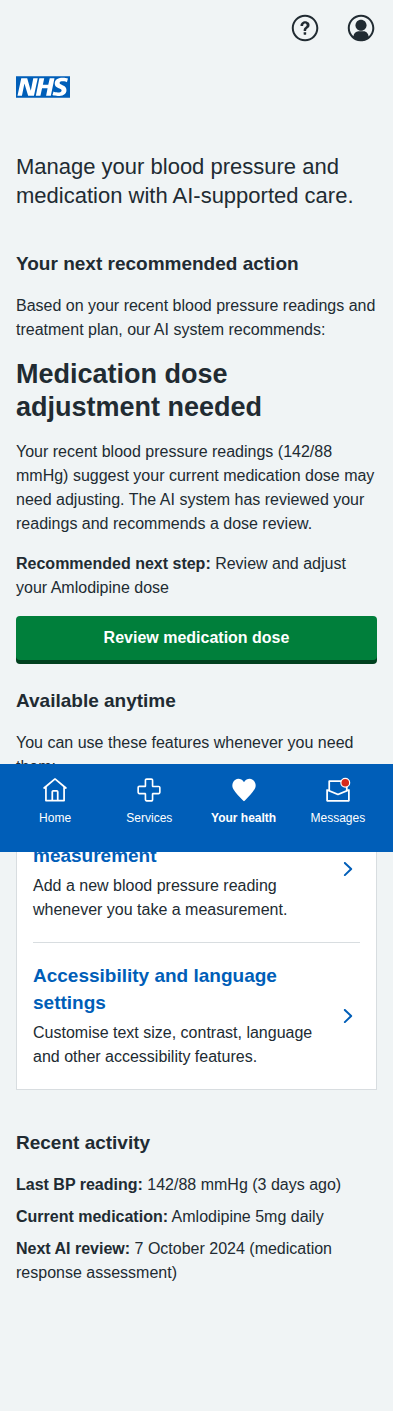 NHS
Manage your blood pressure and
medication with AI-supported care.
Your next recommended action
Based on your recent blood pressure readings and
treatment plan, our AI system recommends:
Medication dose
adjustment needed
Your recent blood pressure readings (142/88
mmHg) suggest your current medication dose may
need adjusting. The AI system has reviewed your
readings and recommends a dose review.
Recommended next step: Review and adjust
your Amlodipine dose
Review medication dose
Available anytime
You can use these features whenever you need
Home Services Your health Messages
measurement
Add a new blood pressure reading
whenever you take a measurement.
Accessibility and language
settings
Customise text size, contrast, language
and other accessibility features.
Recent activity
Last BP reading: 142/88 mmHg (3 days ago)
Current medication: Amlodipine 5mg daily
Next AI review: 7 October 2024 (medication
response assessment)